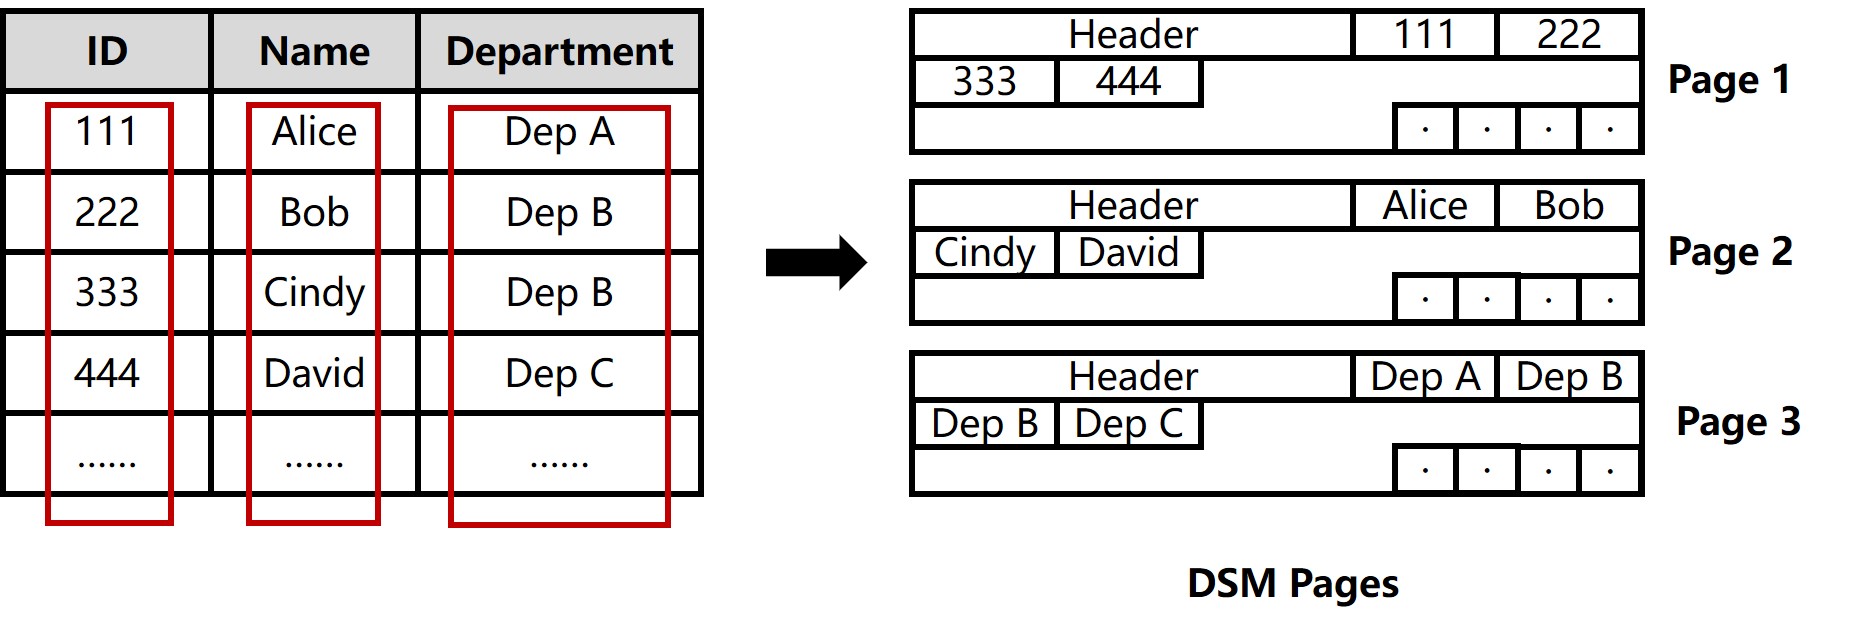 ID Name Department
111 Alice Dep A
222 Bob Dep B
333 Cindy Dep B
444 David Dep C
...... ...... ......
Header 111 222
333 444
. . . .
Page 1
Header Alice Bob
Cindy David
. . . .
Page 2
Header Dep A Dep B
Dep B Dep C
. . . .
Page 3
DSM Pages